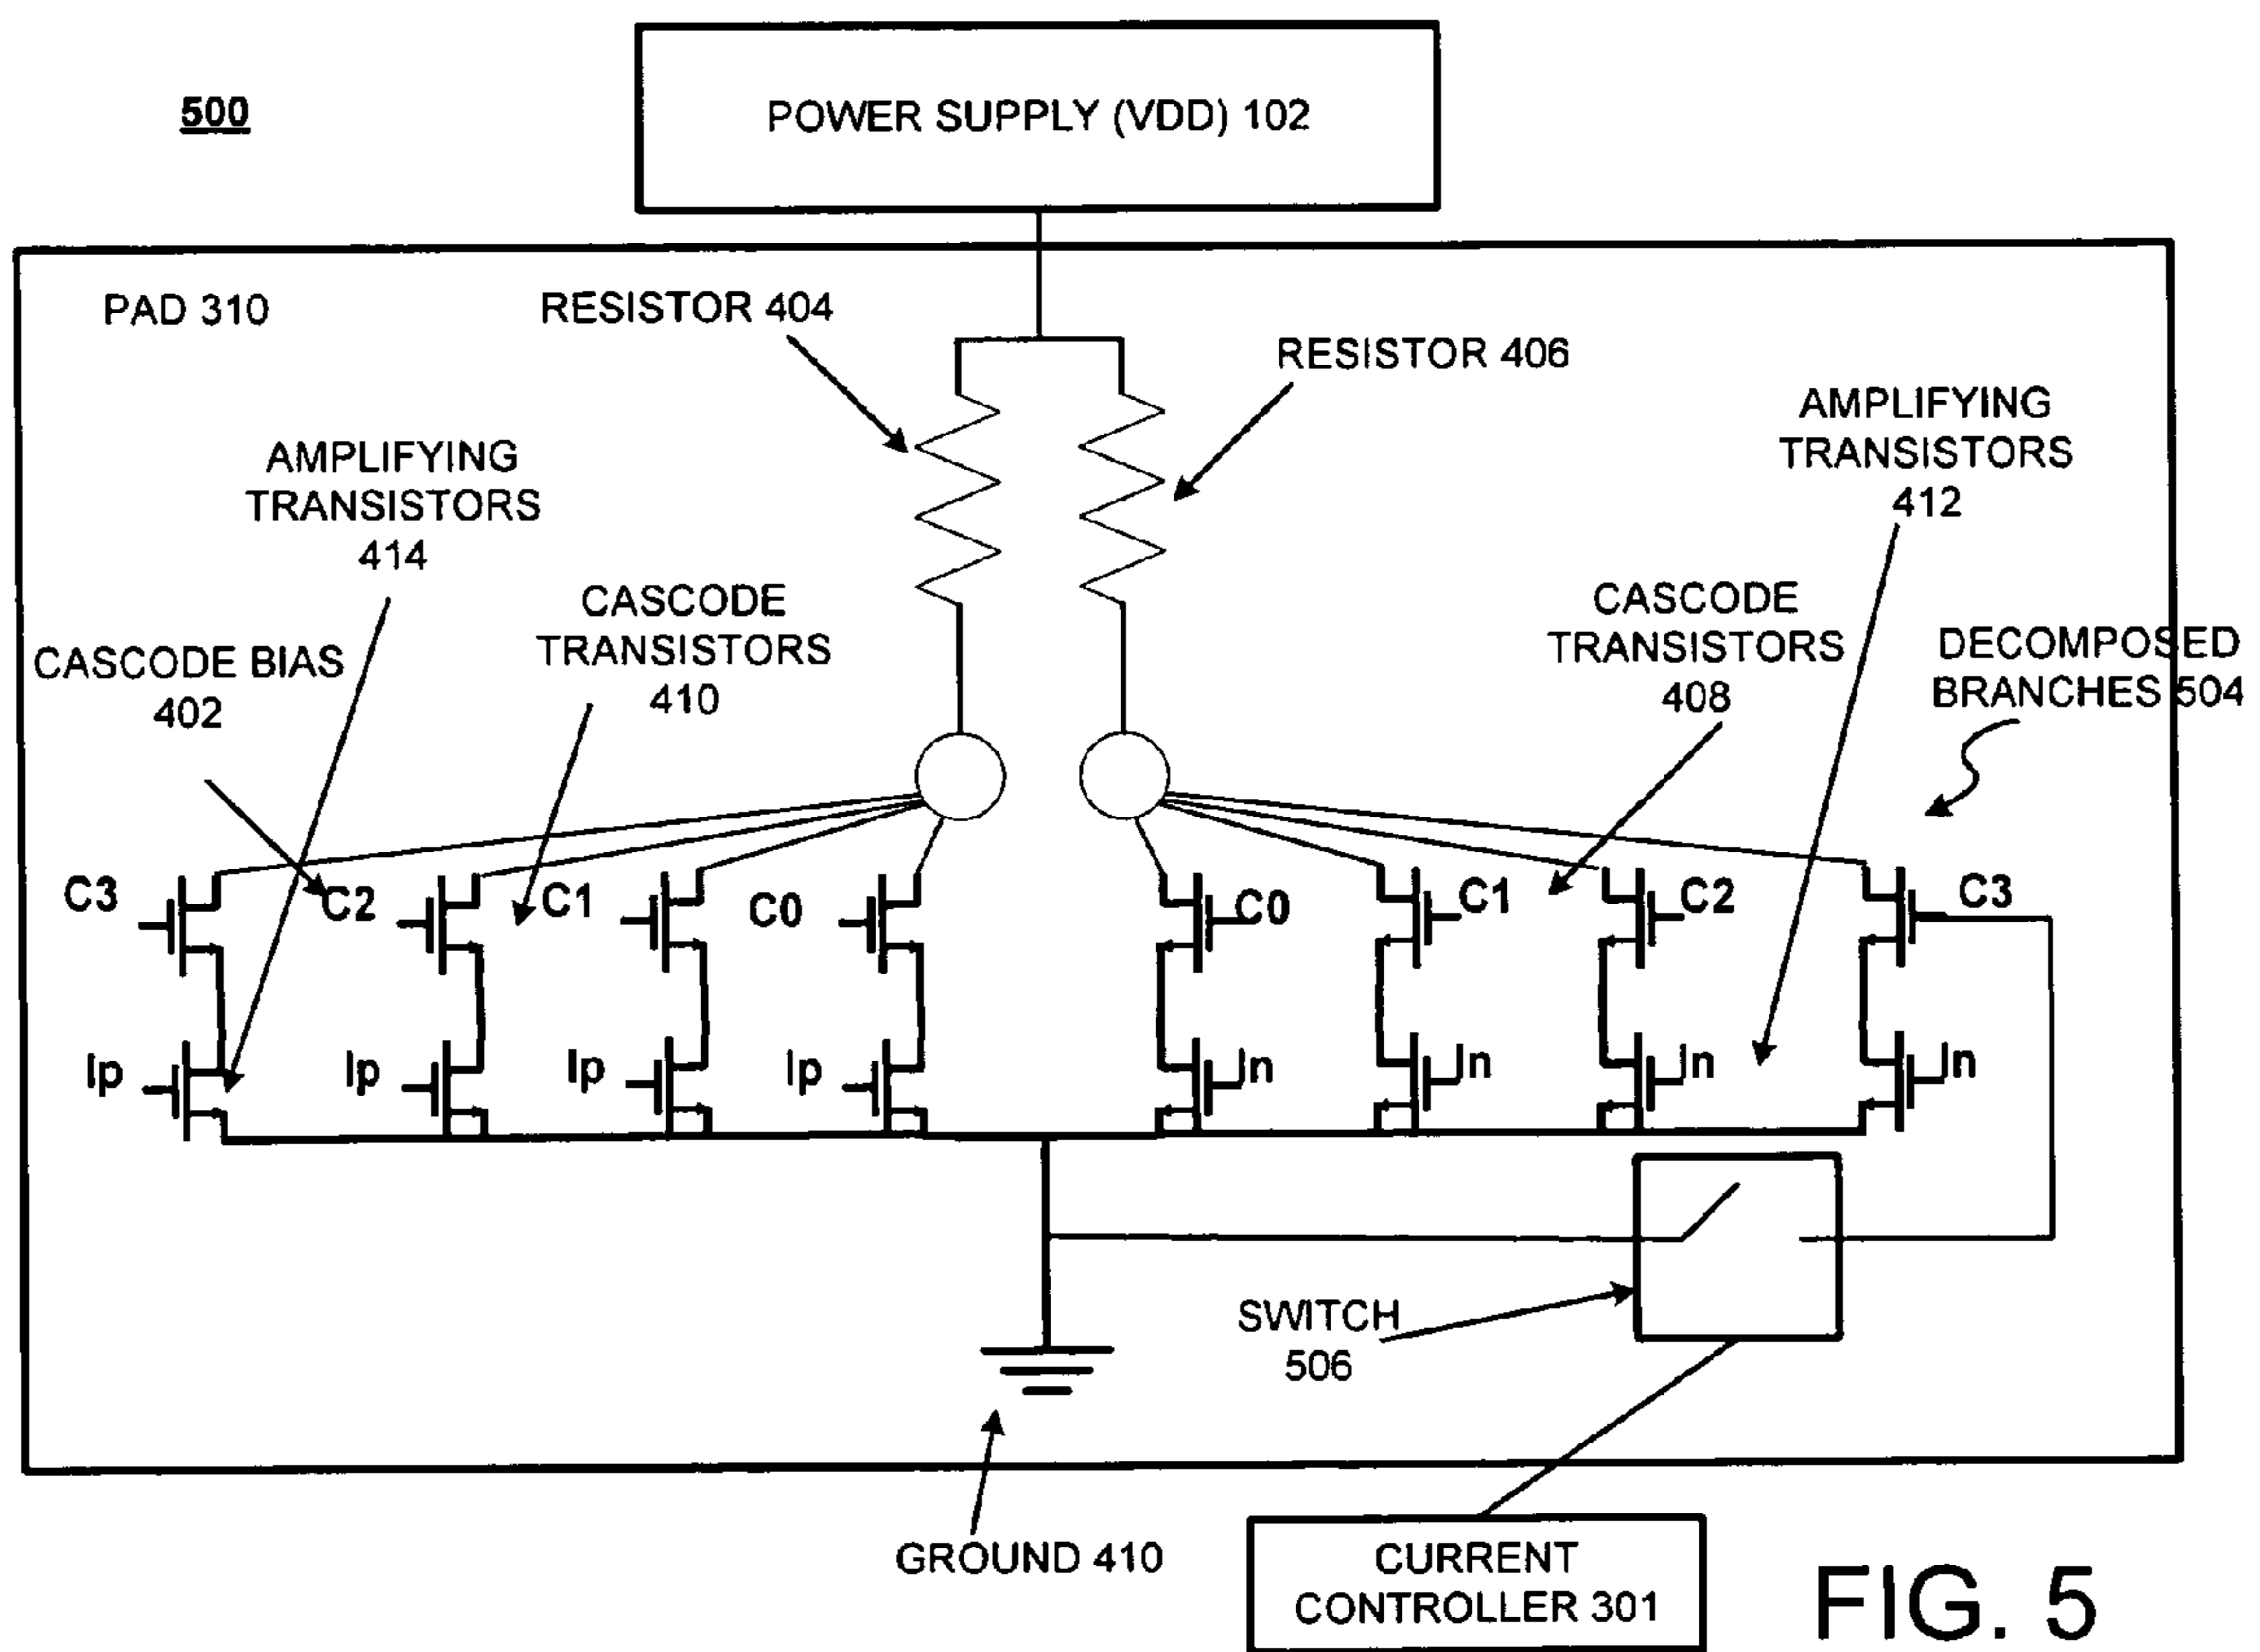 500
POWER SUPPLY (VDD) 102
PAD 310
RESISTOR 404
RESISTOR 406
AMPLIFYING
TRANSISTORS
414
AMPLIFYING
TRANSISTORS
412
CASCODE
TRANSISTORS
410
CASCODE
TRANSISTORS
408
CASCODE BIAS
402
DECOMPOSED
BRANCHES 504
C3
C2
C1
C0
C0
C1
C2
C3
Ip
Ip
Ip
Ip
In
In
In
In
SWITCH
506
GROUND 410
CURRENT
CONTROLLER 301
FIG. 5